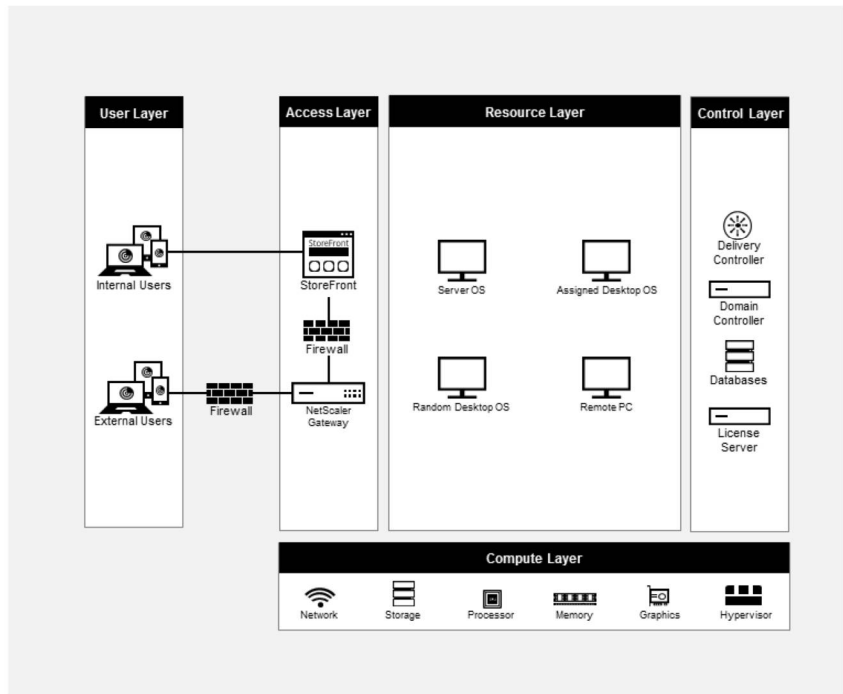 User Layer
Access Layer
Resource Layer
Control Layer
Internal Users
StoreFront
StoreFront
Firewall
External Users
Firewall
NetScaler
Gateway
Server OS
Assigned Desktop OS
Random Desktop OS
Remote PC
Delivery
Controller
Domain
Controller
Databases
License
Server
Compute Layer
Network
Storage
Processor
Memory
Graphics
Hypervisor